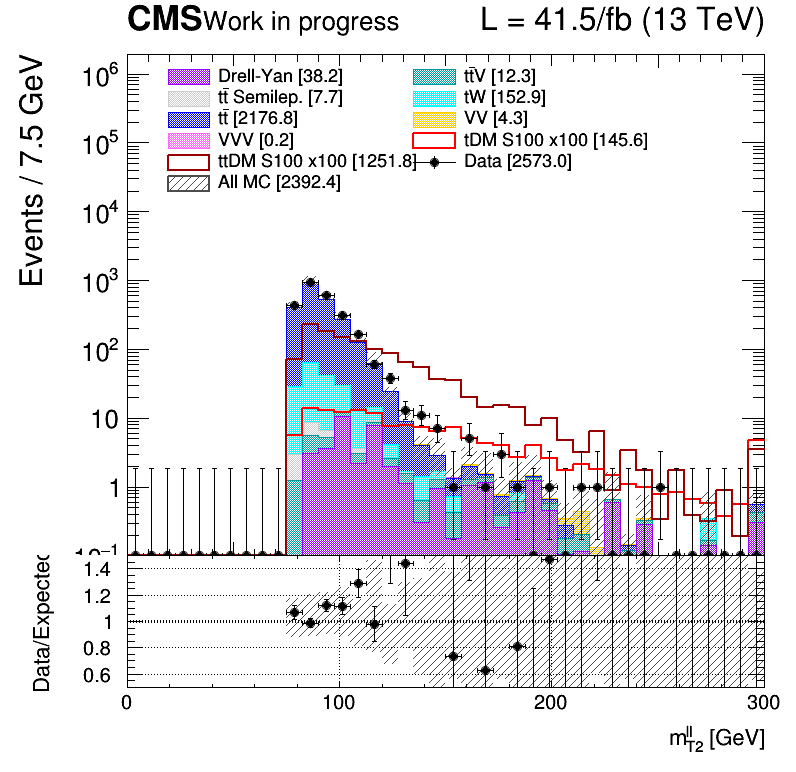 CMS Work in progress L = 41.5/fb (13 TeV)
Events / 7.5 GeV
10⁶
10⁵
10⁴
10³
10²
10
1
10⁻¹
Drell-Yan [38.2] tt̄V [12.3]
tt̄ Semilep. [7.7] tW [152.9]
tt̄ [2176.8] VV [4.3]
VVV [0.2] tDM S100 x100 [145.6]
ttDM S100 x100 [1251.8] Data [2573.0]
All MC [2392.4]
Data/Expected
1.4
1.2
1
0.8
0.6
0 100 200 300
m_T2^ll [GeV]